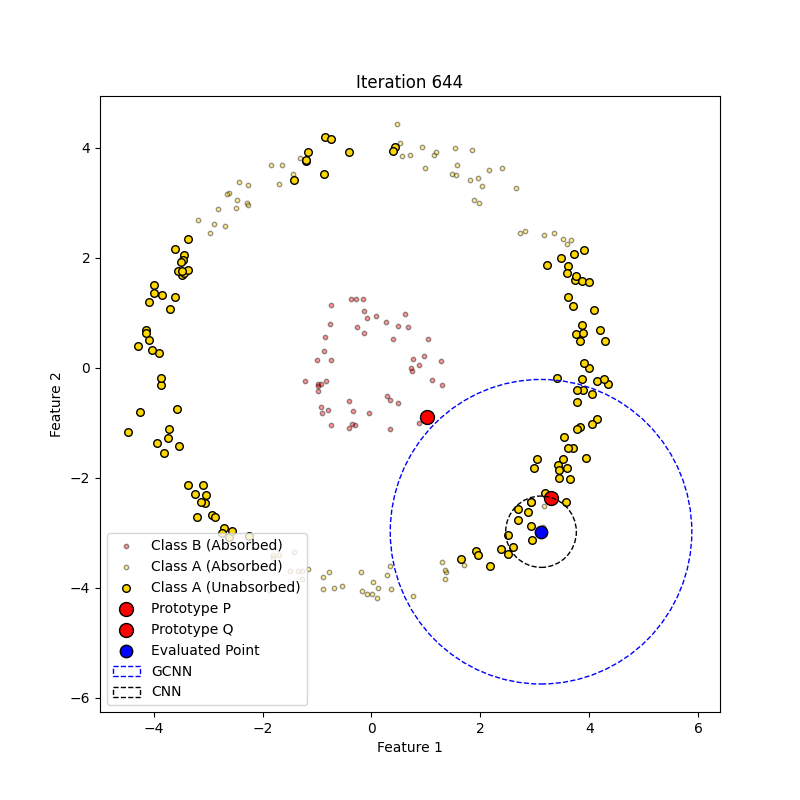 Iteration 644
Feature 2
4
2
0
−2
−4
−6
Class B (Absorbed)
Class A (Absorbed)
Class A (Unabsorbed)
Prototype P
Prototype Q
Evaluated Point
GCNN
CNN
−4 −2 0 2 4 6
Feature 1